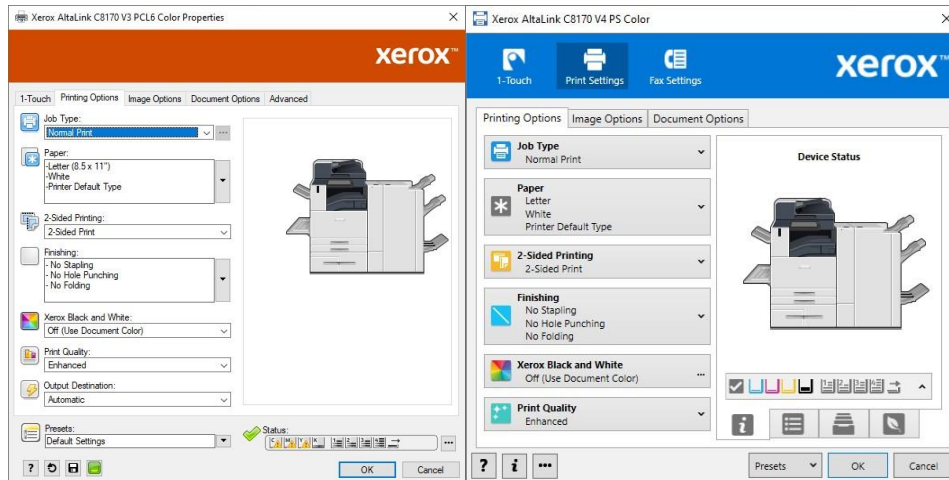 Xerox AltaLink C8170 V3 PCL6 Color Properties
xerox™
1-Touch Printing Options Image Options Document Options Advanced
Job Type:
Normal Print
Paper:
-Letter (8.5 x 11")
-White
-Printer Default Type
2-Sided Printing:
2-Sided Print
Finishing:
- No Stapling
- No Hole Punching
- No Folding
Xerox Black and White:
Off (Use Document Color)
Print Quality:
Enhanced
Output Destination:
Automatic
Presets:
Default Settings
Status:
OK Cancel
Xerox AltaLink C8170 V4 PS Color
1-Touch Print Settings Fax Settings
xerox™
Printing Options Image Options Document Options
Job Type
Normal Print
Paper
Letter
White
Printer Default Type
2-Sided Printing
2-Sided Print
Finishing
No Stapling
No Hole Punching
No Folding
Xerox Black and White
Off (Use Document Color)
Print Quality
Enhanced
Device Status
Presets OK Cancel